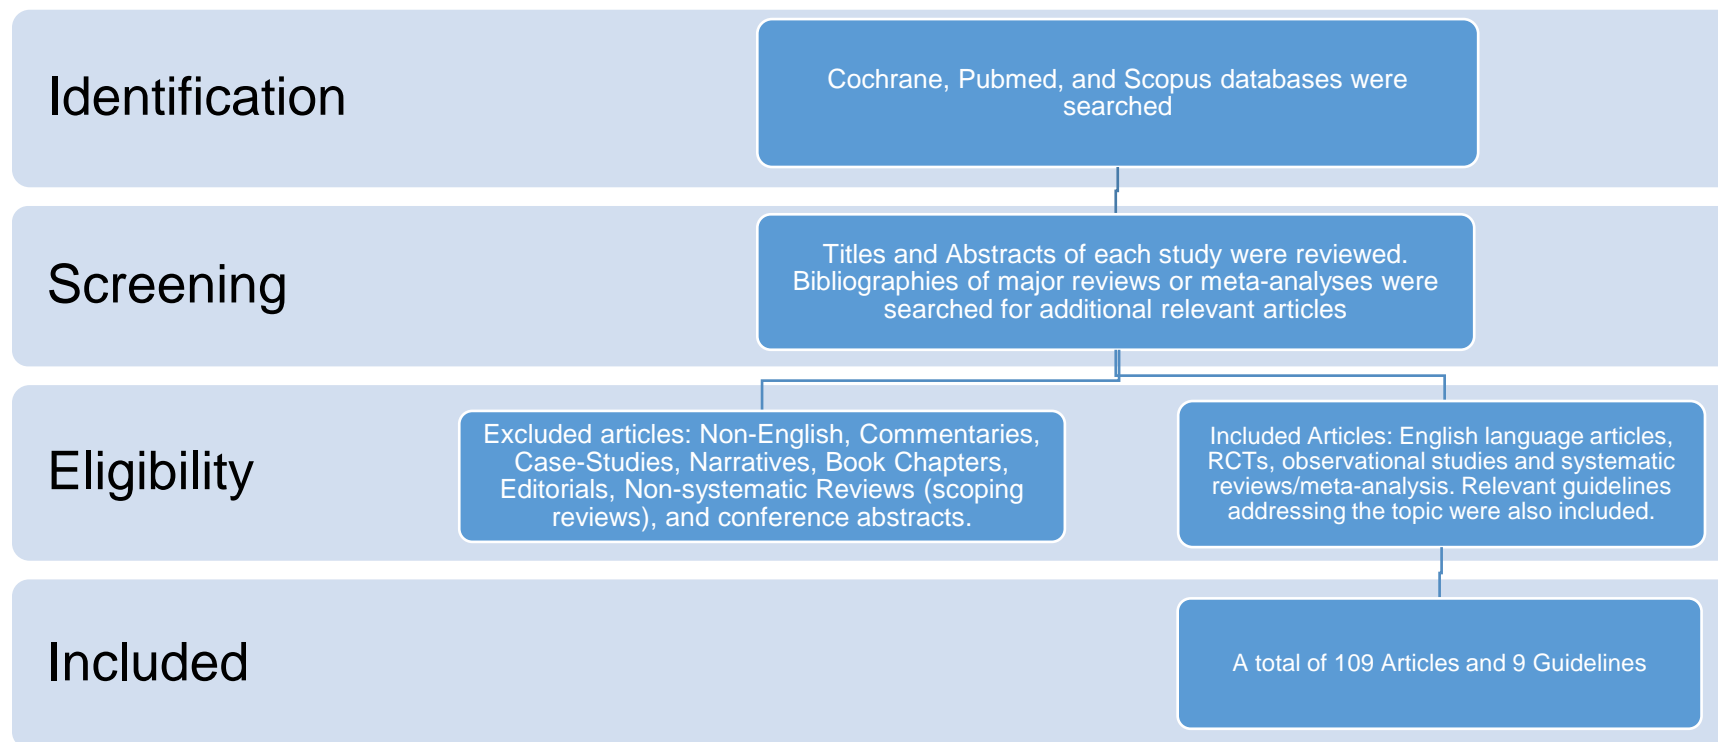 Identification
Cochrane, Pubmed, and Scopus databases were
searched
Screening
Titles and Abstracts of each study were reviewed.
Bibliographies of major reviews or meta-analyses were
searched for additional relevant articles
Eligibility
Excluded articles: Non-English, Commentaries,
Case-Studies, Narratives, Book Chapters,
Editorials, Non-systematic Reviews (scoping
reviews), and conference abstracts.
Included Articles: English language articles,
RCTs, observational studies and systematic
reviews/meta-analysis. Relevant guidelines
addressing the topic were also included.
Included
A total of 109 Articles and 9 Guidelines